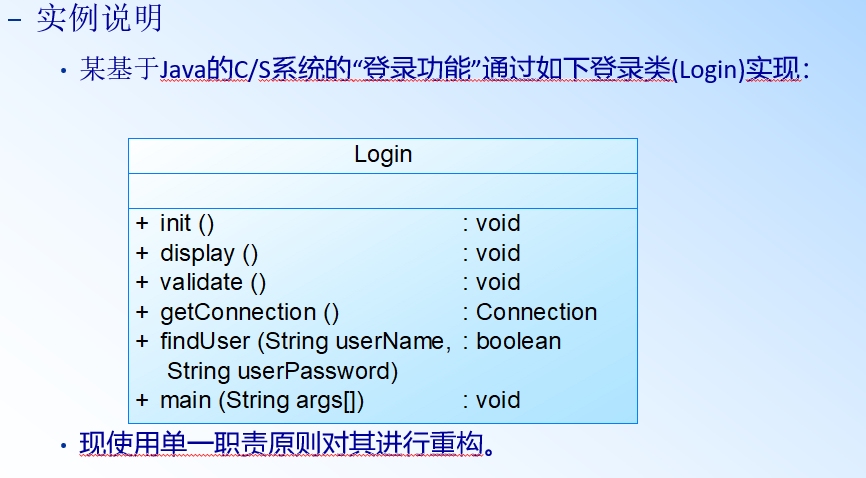 – 实例说明
• 某基于Java的C/S系统的“登录功能”通过如下登录类(Login)实现：
Login
+ init () : void
+ display () : void
+ validate () : void
+ getConnection () : Connection
+ findUser (String userName, : boolean
String userPassword)
+ main (String args[]) : void
• 现使用单一职责原则对其进行重构。